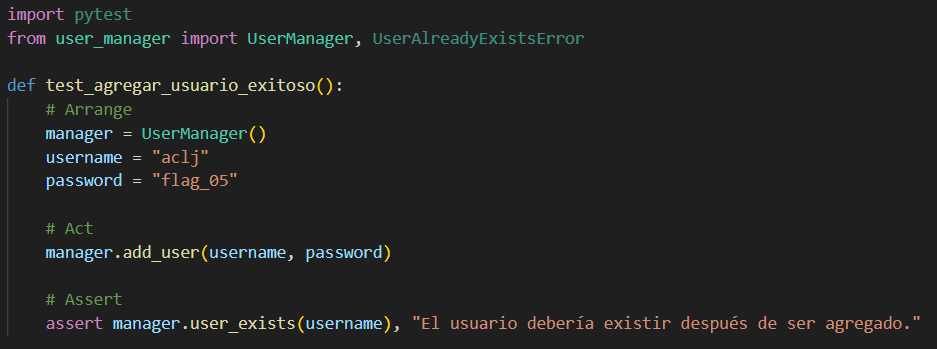 import pytest
from user_manager import UserManager, UserAlreadyExistsError

def test_agregar_usuario_exitoso():
    # Arrange
    manager = UserManager()
    username = "aclj"
    password = "flag_05"

    # Act
    manager.add_user(username, password)

    # Assert
    assert manager.user_exists(username), "El usuario debería existir después de ser agregado."